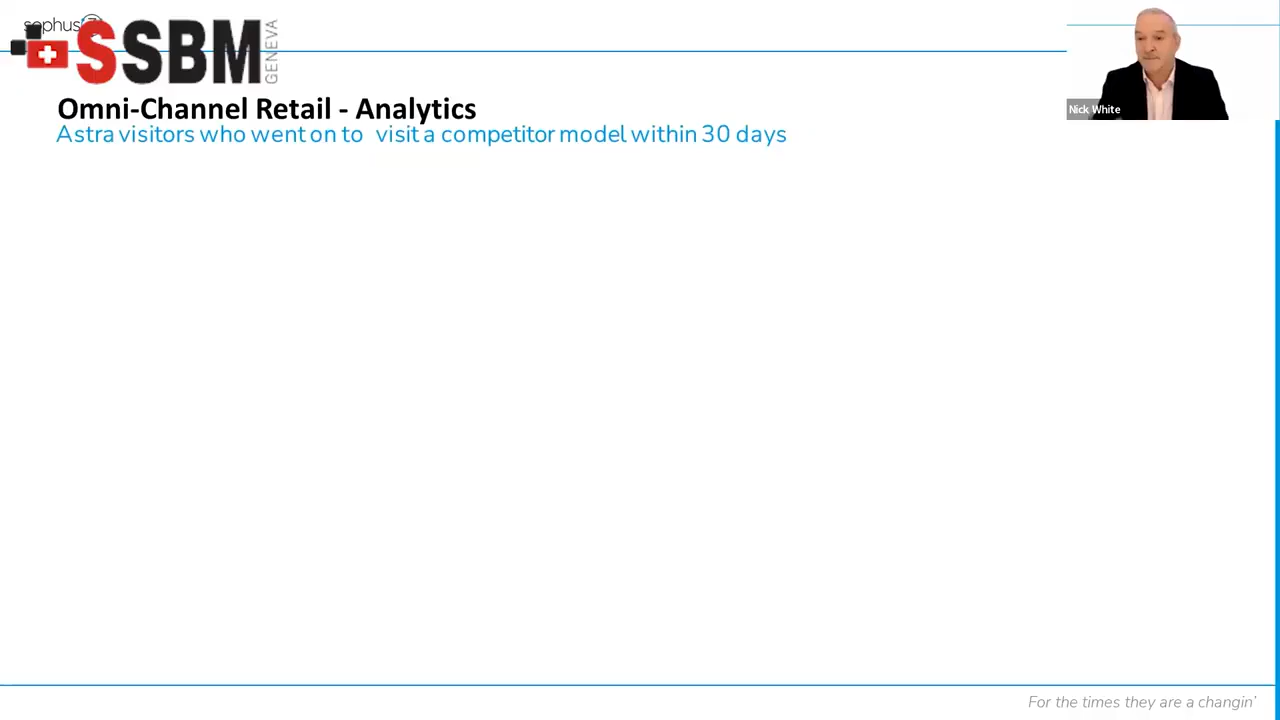 sophus
SSBM
GENEVA
Nick White
Omni-Channel Retail - Analytics
Astra visitors who went on to visit a competitor model within 30 days
For the times they are a changin’